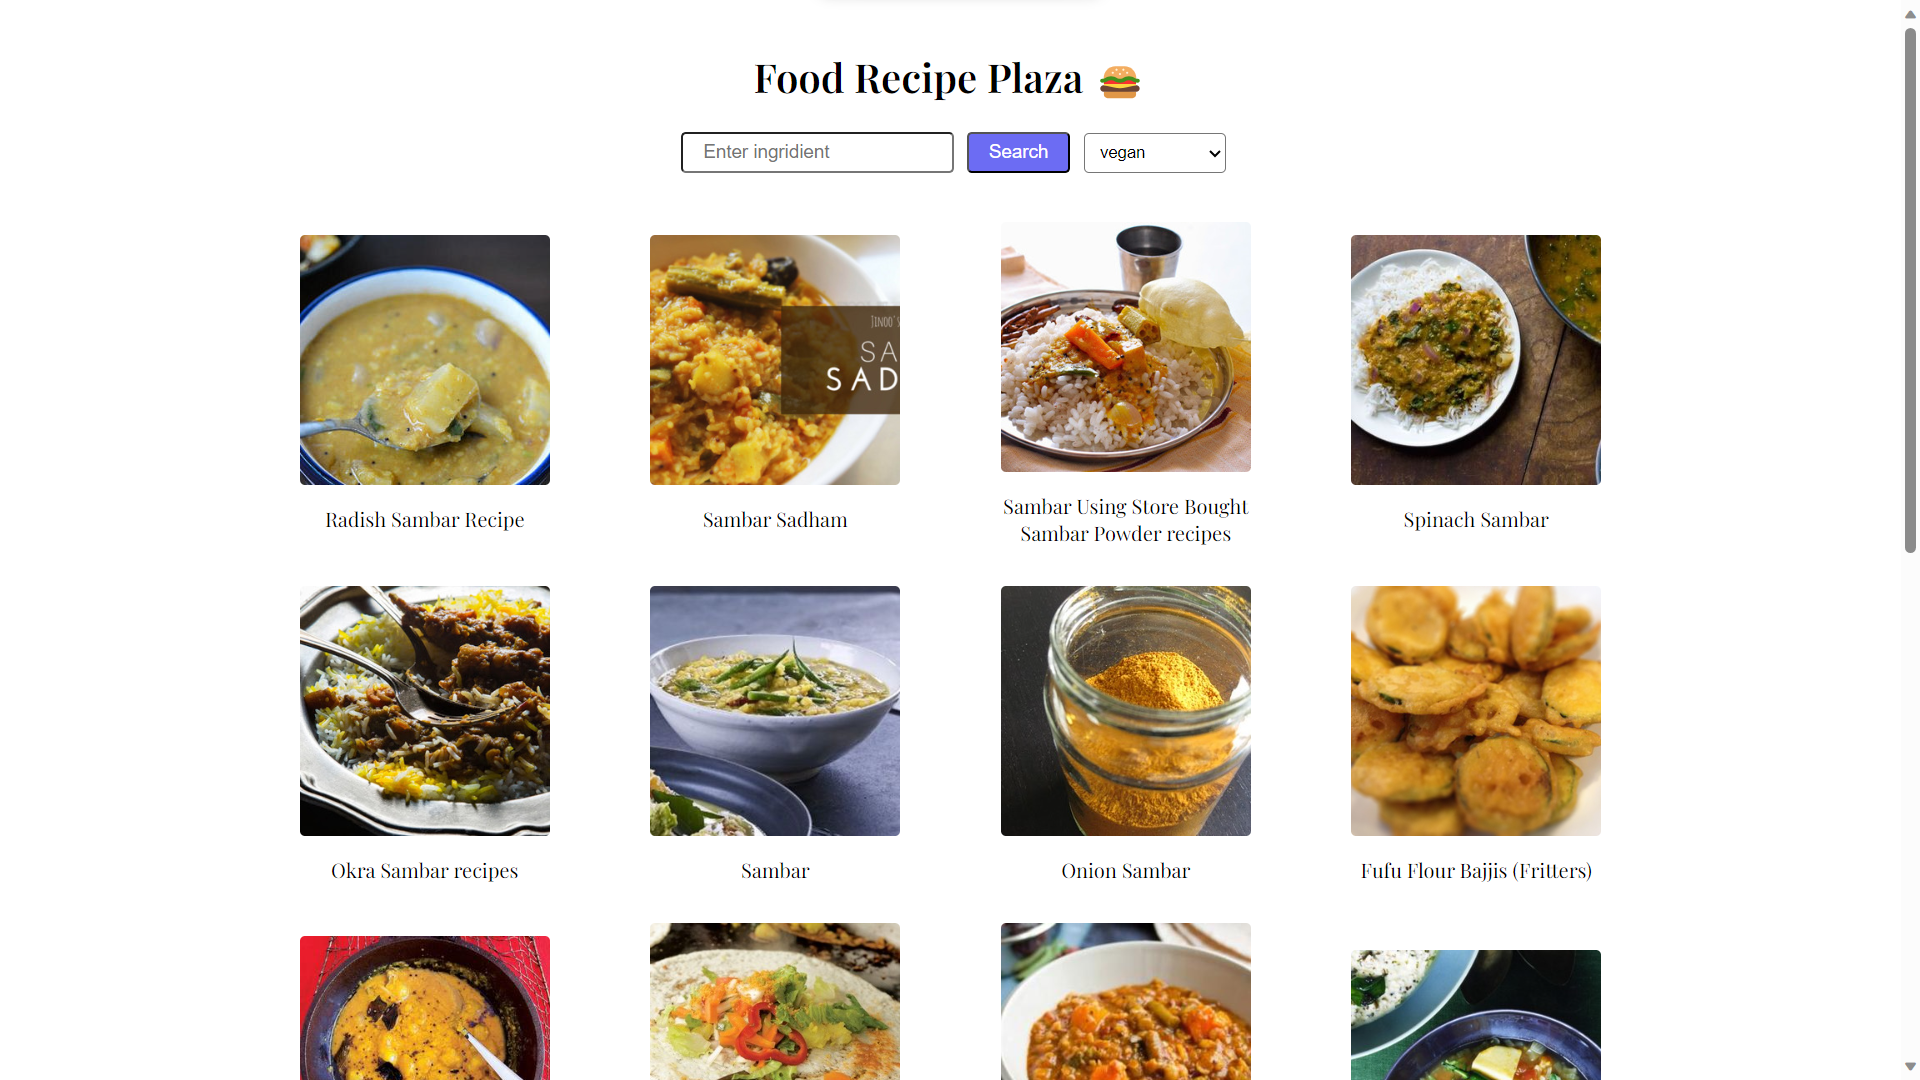 Food Recipe Plaza
Enter ingridient
Search
vegan
JINOO'S
SA
SAD
Radish Sambar Recipe
Sambar Sadham
Sambar Using Store Bought
Sambar Powder recipes
Spinach Sambar
Okra Sambar recipes
Sambar
Onion Sambar
Fufu Flour Bajjis (Fritters)